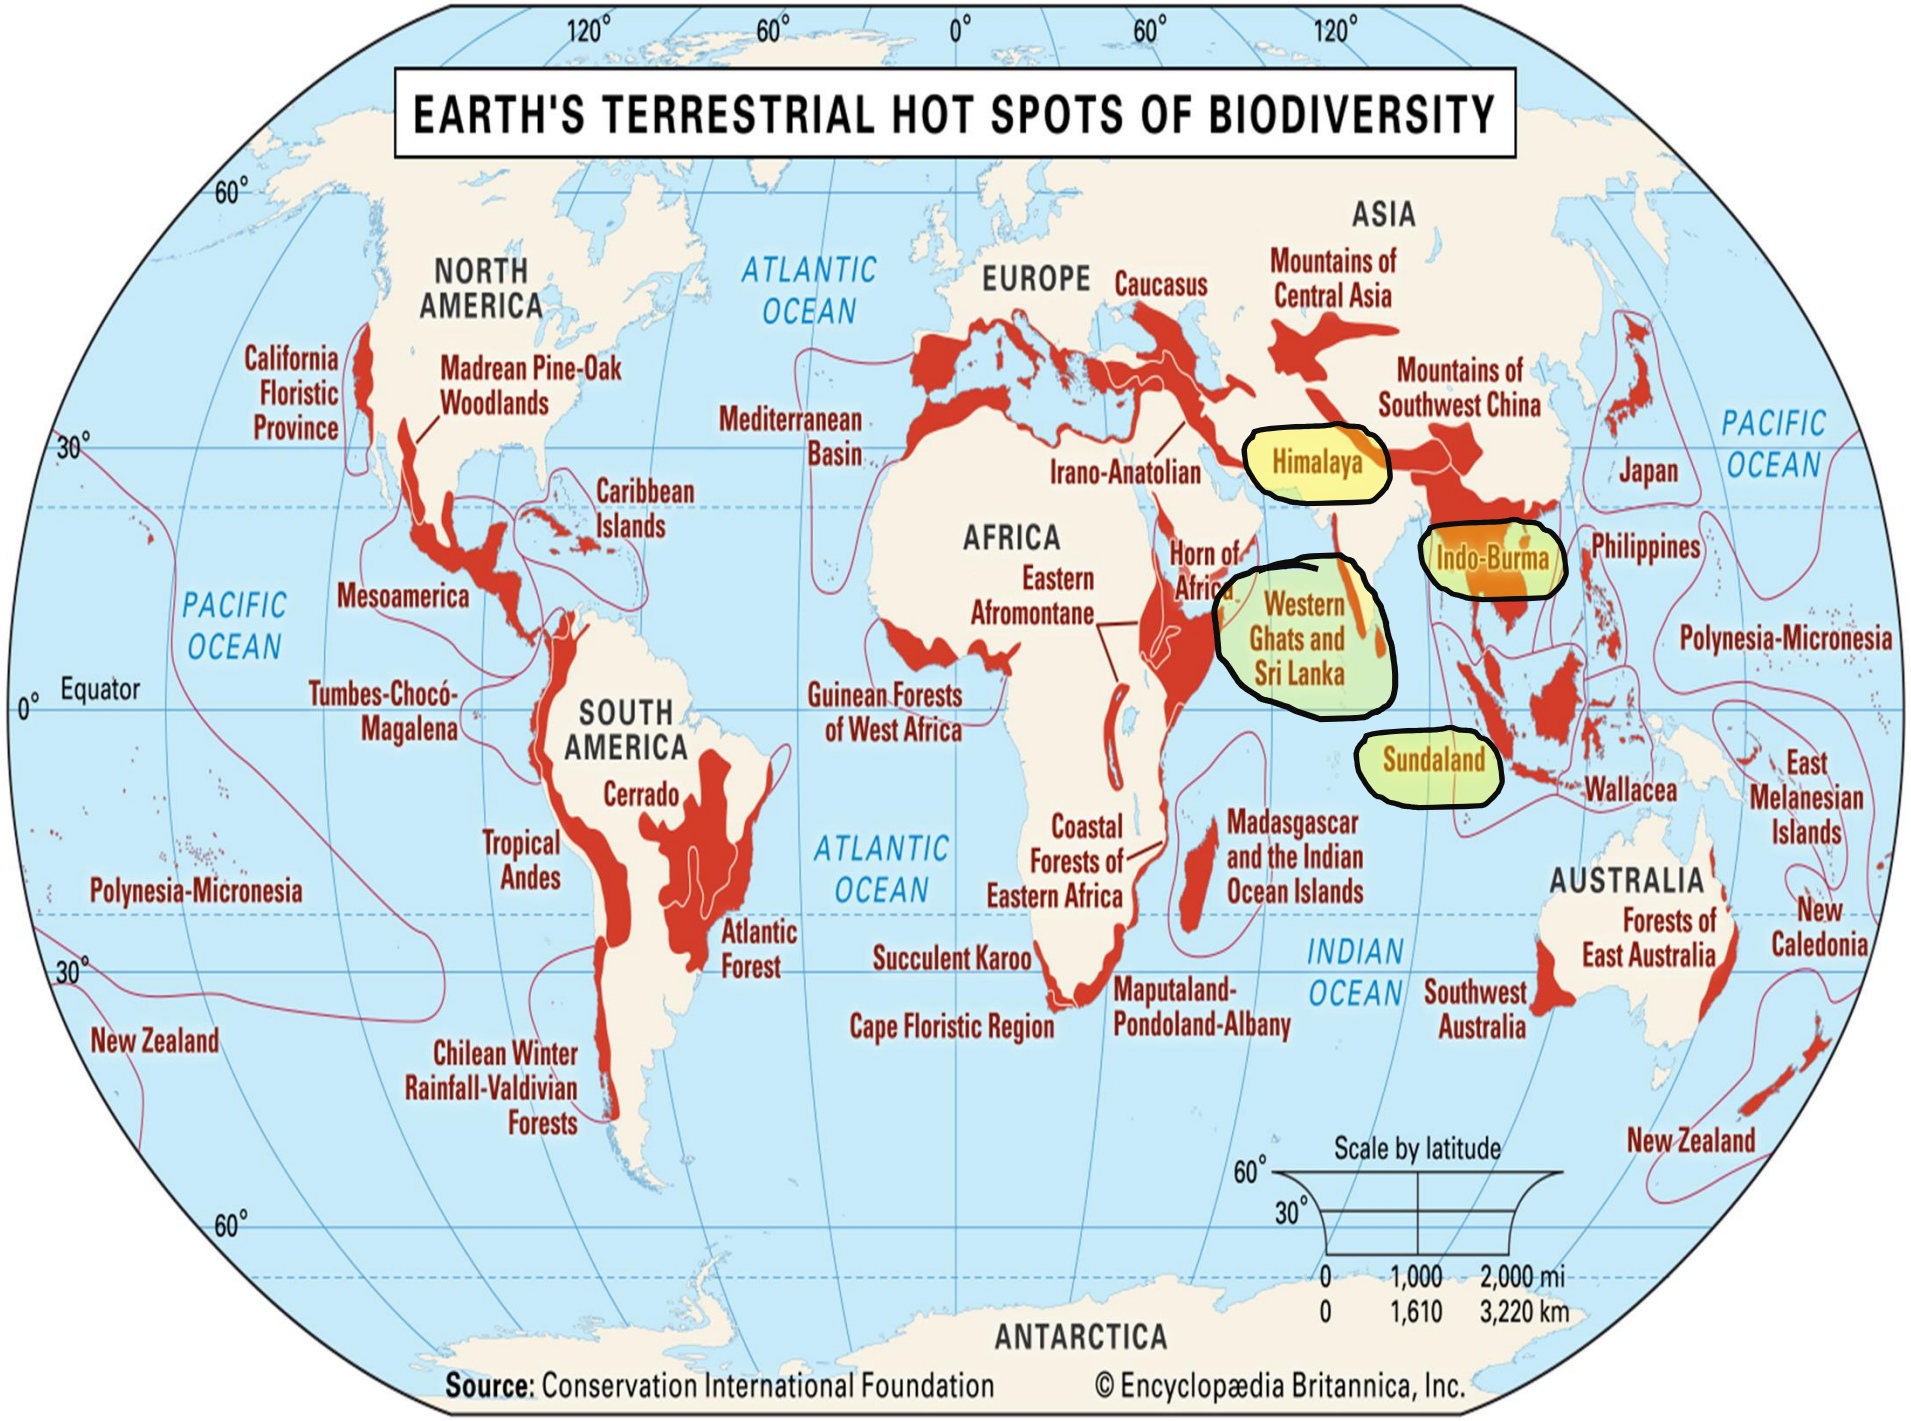 120°
60°
0°
60°
120°
EARTH'S TERRESTRIAL HOT SPOTS OF BIODIVERSITY
60°
ASIA
NORTH
AMERICA
ATLANTIC
OCEAN
EUROPE
Caucasus
Mountains of
Central Asia
California
Floristic
Province
Madrean Pine-Oak
Woodlands
Mediterranean
Basin
Mountains of
Southwest China
PACIFIC
OCEAN
30°
Irano-Anatolian
Himalaya
Japan
Caribbean
Islands
AFRICA
Horn of
Africa
Eastern
Afromontane
Indo-Burma
Philippines
PACIFIC
OCEAN
Mesoamerica
Western
Ghats and
Sri Lanka
Polynesia-Micronesia
0°
Equator
Tumbes-Chocó-
Magalena
SOUTH
AMERICA
Guinean Forests
of West Africa
Sundaland
Wallacea
East
Melanesian
Islands
Cerrado
Tropical
Andes
ATLANTIC
OCEAN
Coastal
Forests of
Eastern Africa
Madagascar
and the Indian
Ocean Islands
AUSTRALIA
Forests of
East Australia
New
Caledonia
Polynesia-Micronesia
Atlantic
Forest
Succulent Karoo
INDIAN
OCEAN
30°
Southwest
Australia
Cape Floristic Region
Maputaland-
Pondoland-Albany
New Zealand
Chilean Winter
Rainfall-Valdivian
Forests
New Zealand
Scale by latitude
60°
30°
60°
0 1,000 2,000 mi
0 1,610 3,220 km
ANTARCTICA
Source: Conservation International Foundation
© Encyclopædia Britannica, Inc.